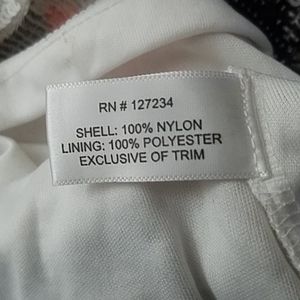 RN # 127234
SHELL: 100% NYLON
LINING: 100% POLYESTER
EXCLUSIVE OF TRIM